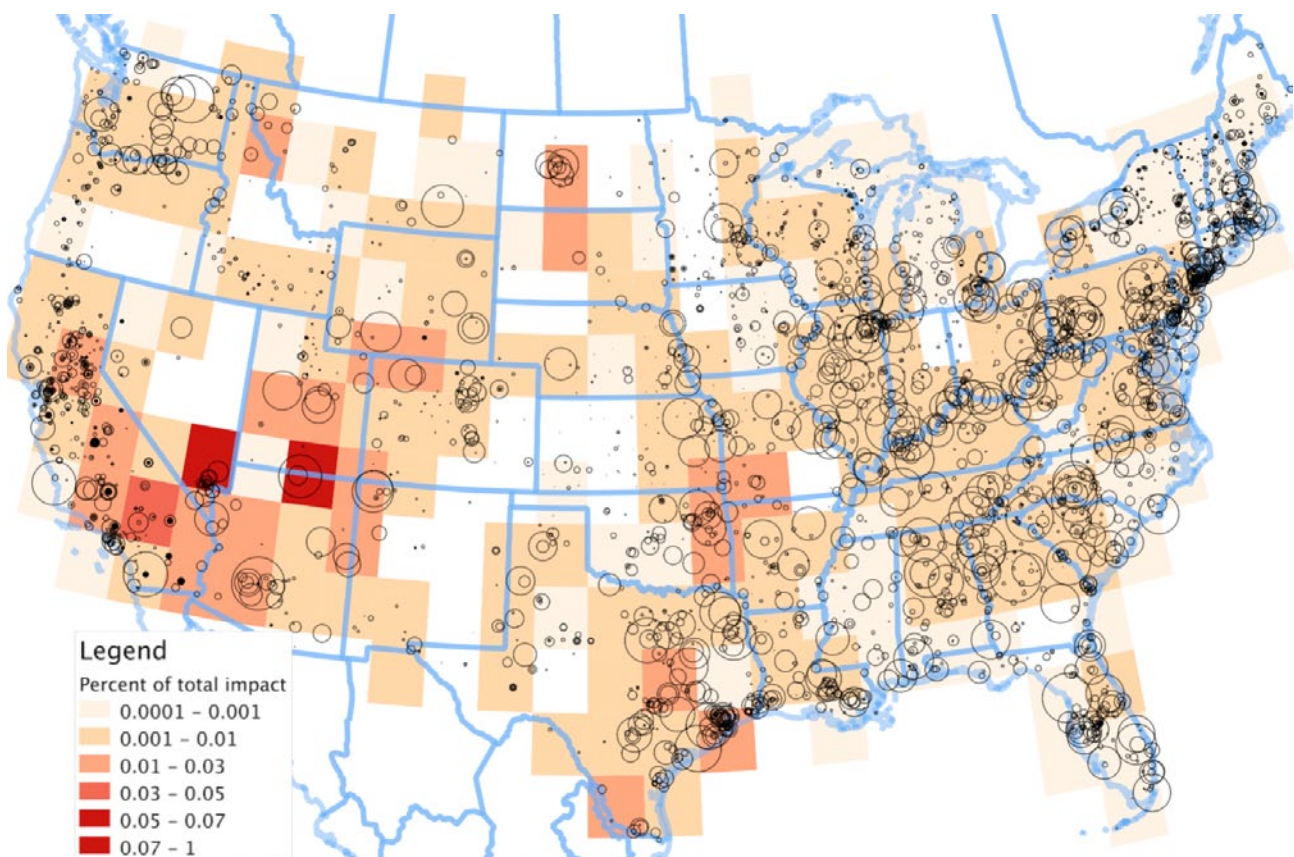 Legend
Percent of total impact
0.0001 - 0.001
0.001 - 0.01
0.01 - 0.03
0.03 - 0.05
0.05 - 0.07
0.07 - 1